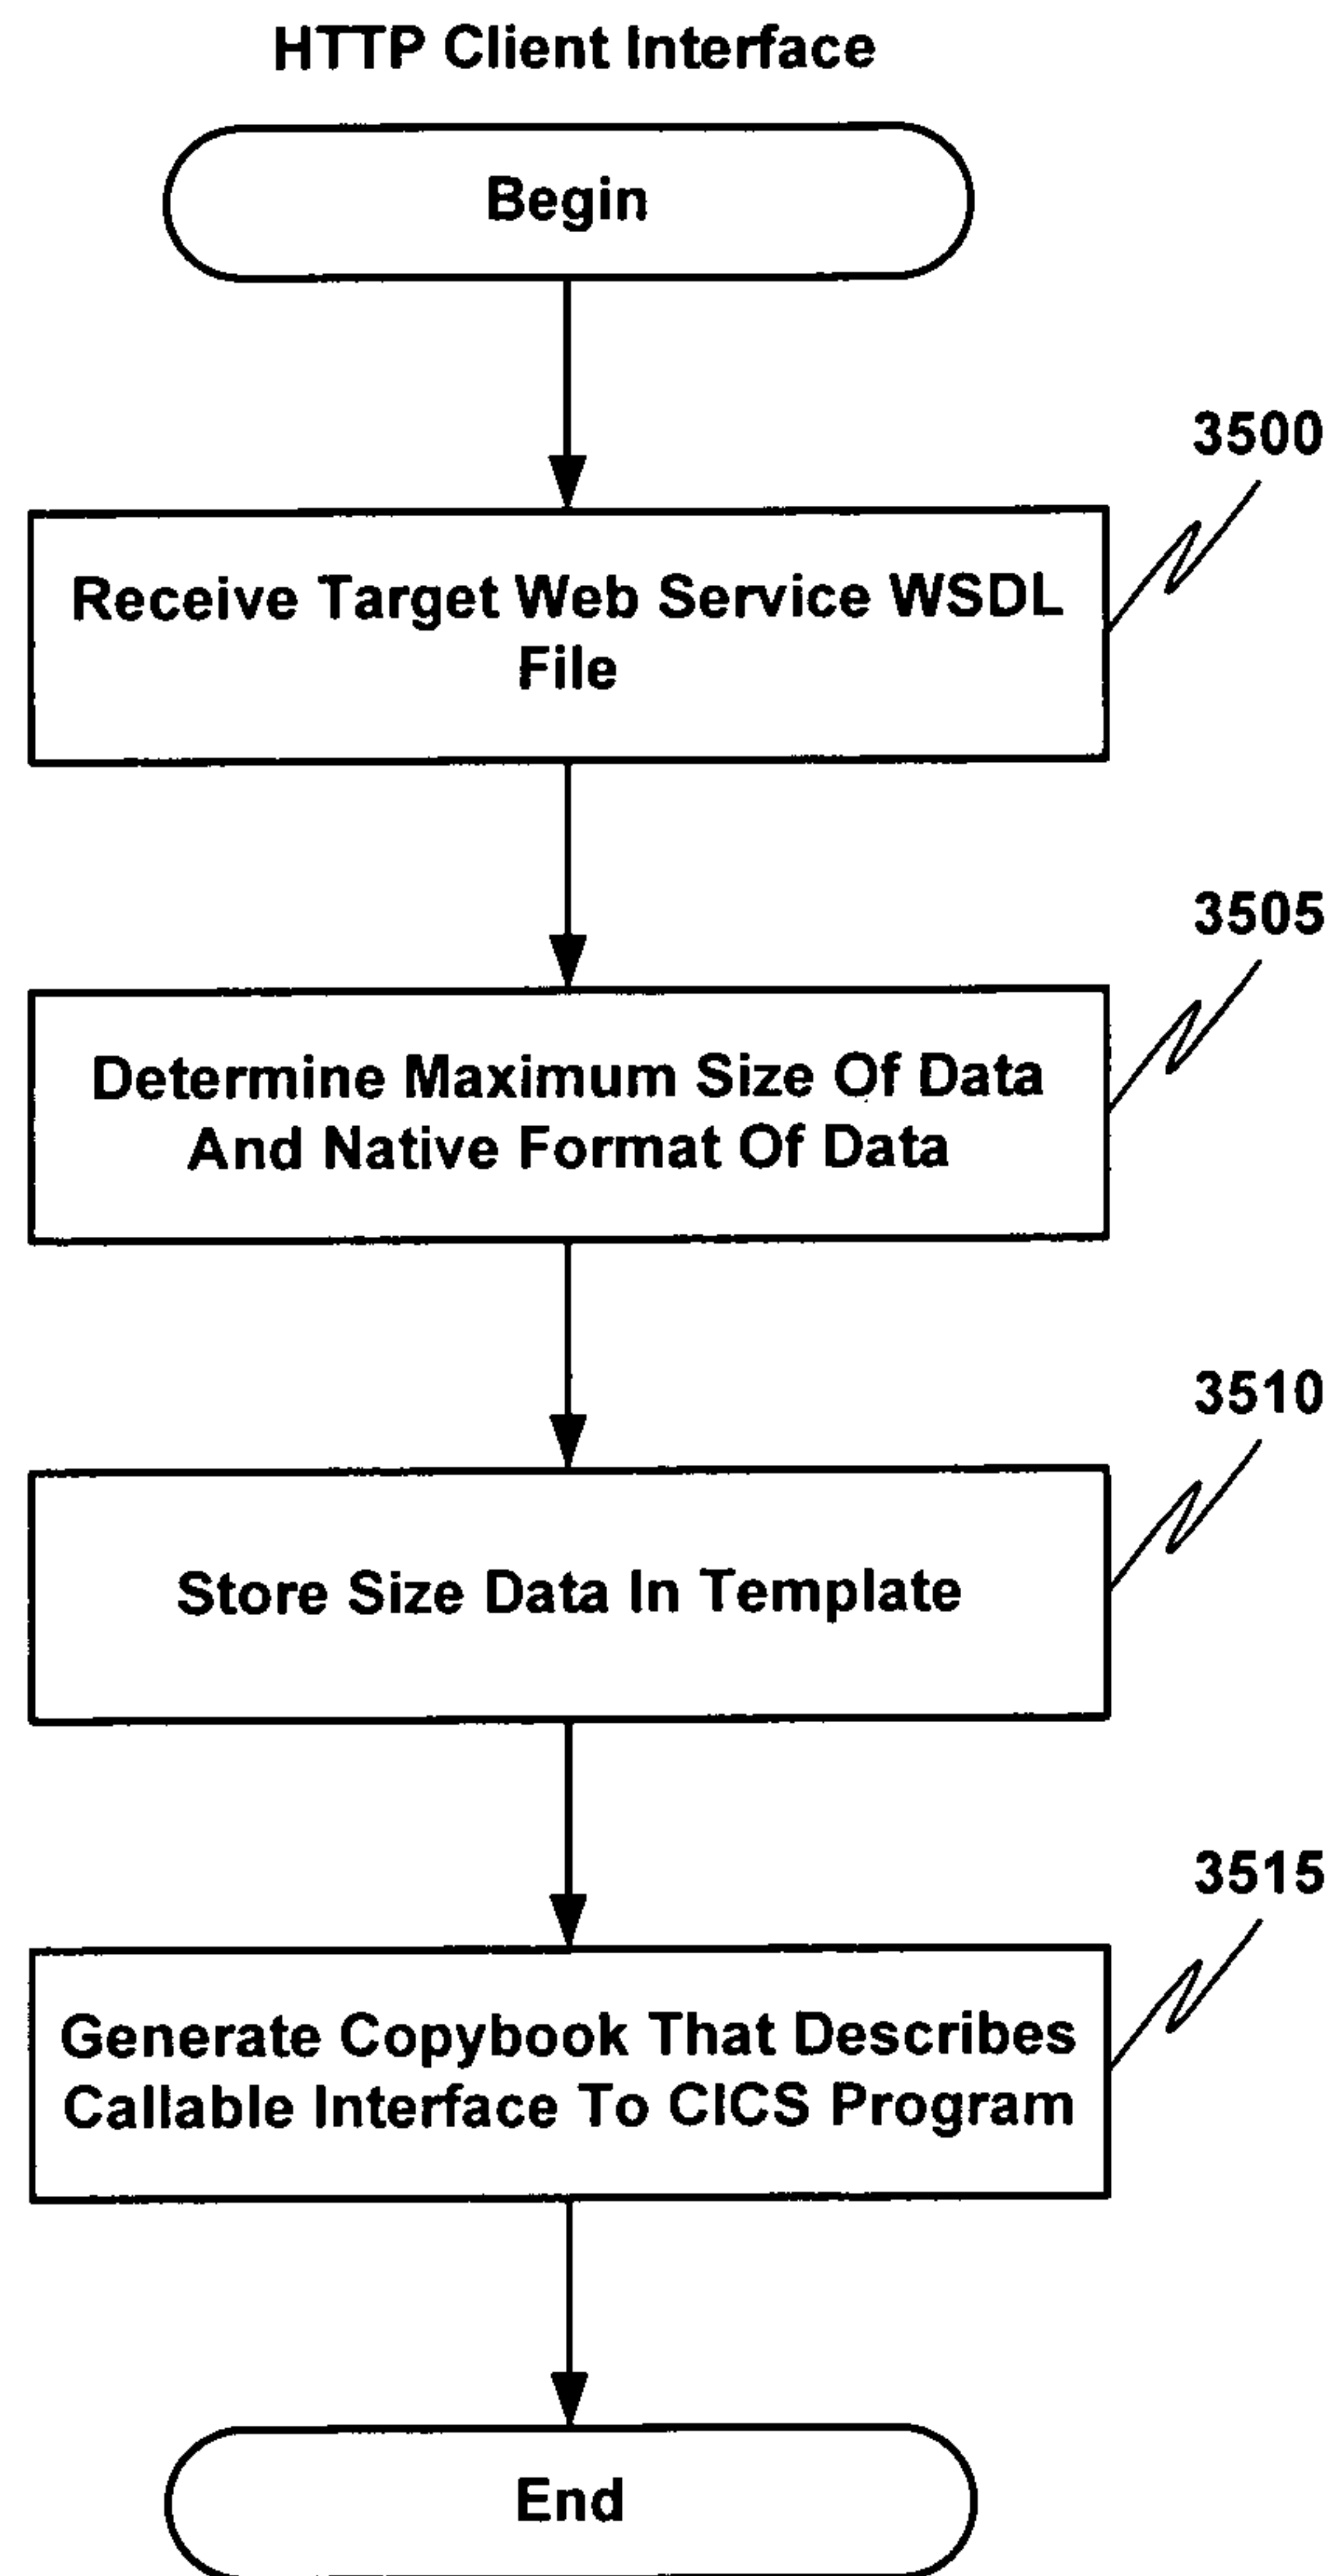 HTTP Client Interface
Begin
3500
Receive Target Web Service WSDL
File
3505
Determine Maximum Size Of Data
And Native Format Of Data
3510
Store Size Data In Template
3515
Generate Copybook That Describes
Callable Interface To CICS Program
End